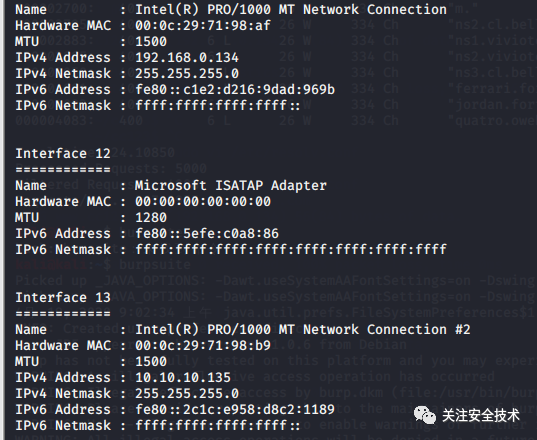 Name         : Intel(R) PRO/1000 MT Network Connection
Hardware MAC : 00:0c:29:71:98:af
MTU          : 1500
IPv4 Address : 192.168.0.134
IPv4 Netmask : 255.255.255.0
IPv6 Address : fe80::c1e2:d216:9dad:969b
IPv6 Netmask : ffff:ffff:ffff:ffff::
Interface 12
============
Name         : Microsoft ISATAP Adapter
Hardware MAC : 00:00:00:00:00:00
MTU          : 1280
IPv6 Address : fe80::5efe:c0a8:86
IPv6 Netmask : ffff:ffff:ffff:ffff:ffff:ffff:ffff:ffff
Interface 13
============
Name         : Intel(R) PRO/1000 MT Network Connection #2
Hardware MAC : 00:0c:29:71:98:b9
MTU          : 1500
IPv4 Address : 10.10.10.135
IPv4 Netmask : 255.255.255.0
IPv6 Address : fe80::2c1c:e958:d8c2:1189
IPv6 Netmask : ffff:ffff:ffff:ffff::
关注安全技术